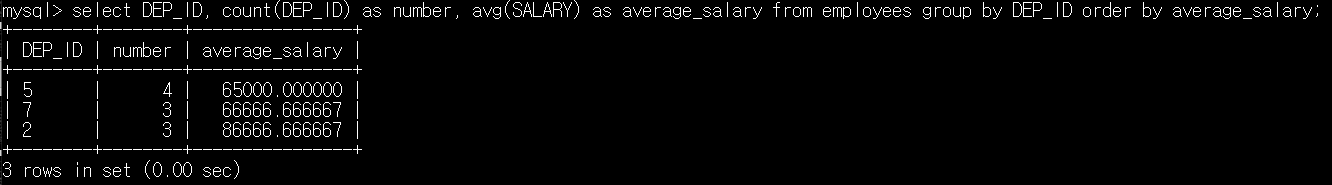 mysql> select DEP_ID, count(DEP_ID) as number, avg(SALARY) as average_salary from employees group by DEP_ID order by average_salary;
+--------+--------+----------------+
| DEP_ID | number | average_salary |
+--------+--------+----------------+
| 5      |      4 |   65000.000000 |
| 7      |      3 |   66666.666667 |
| 2      |      3 |   86666.666667 |
+--------+--------+----------------+
3 rows in set (0.00 sec)